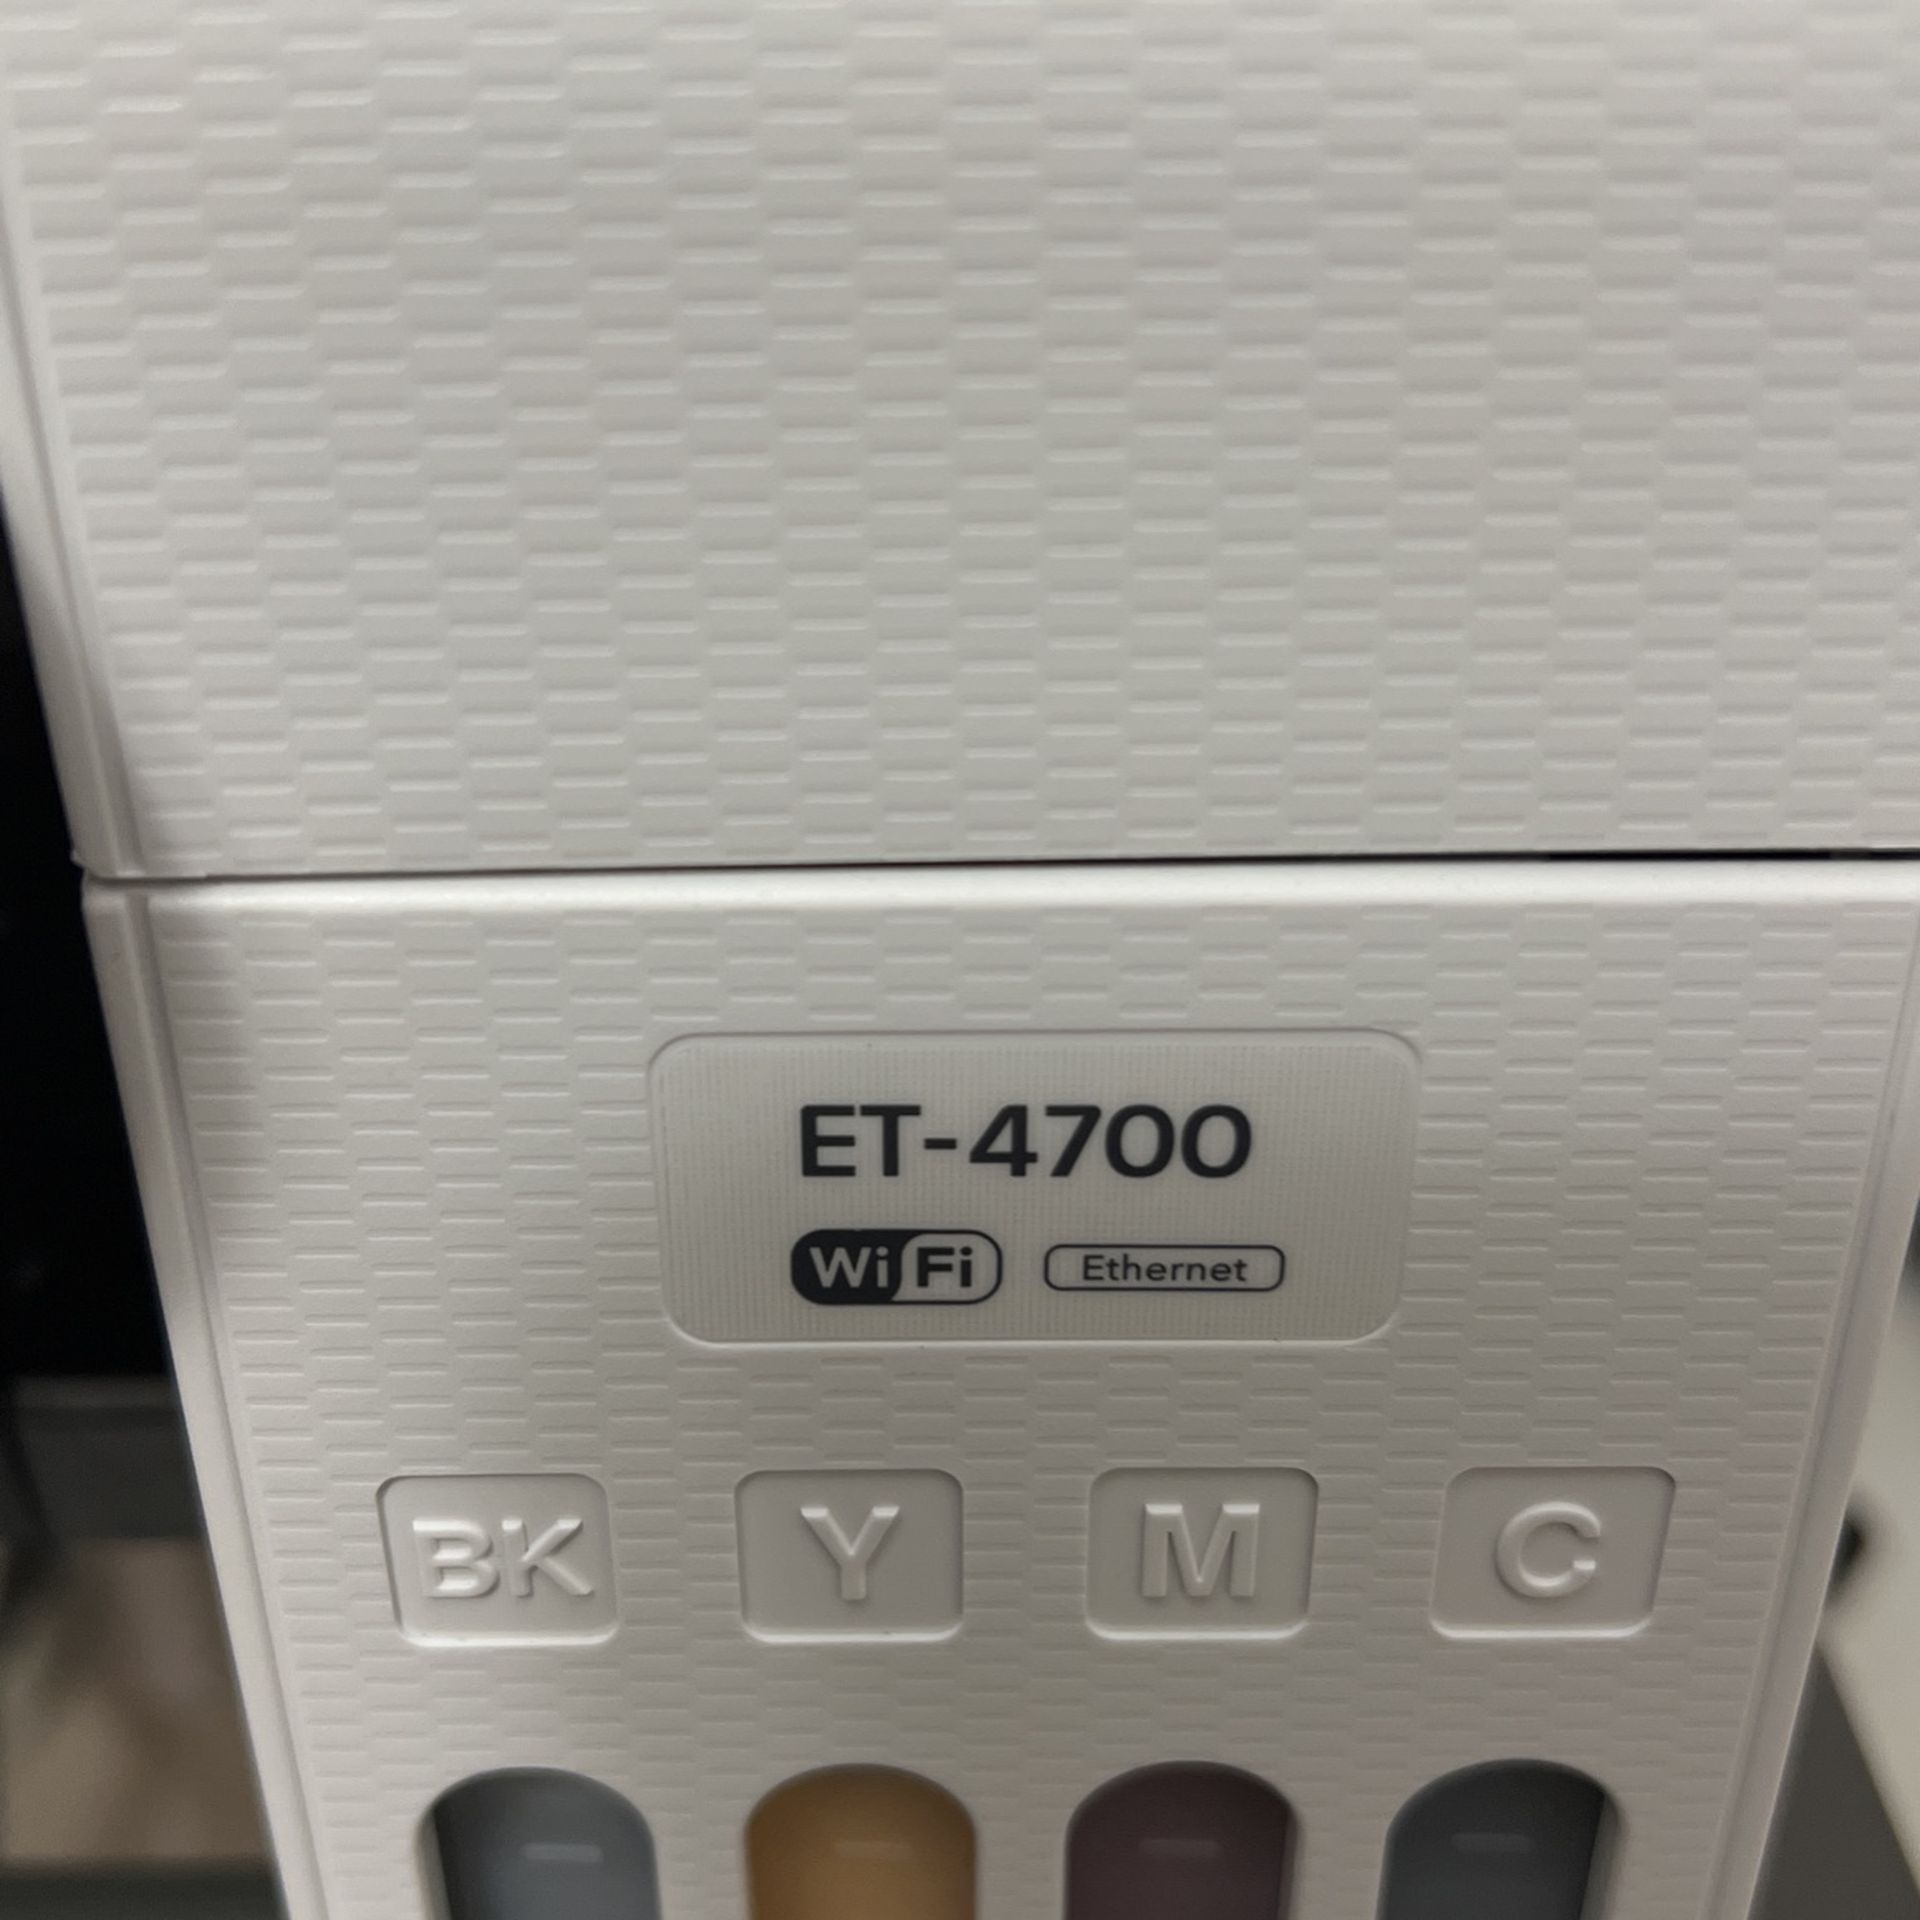 ET-4700
WiFi Ethernet
BK Y M C